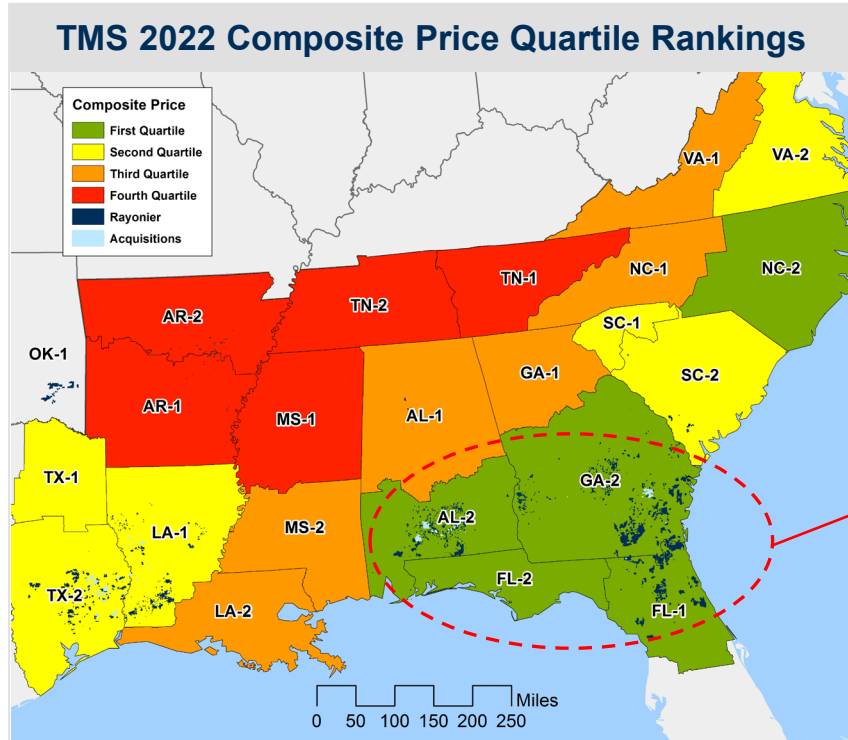 TMS 2022 Composite Price Quartile Rankings
Composite Price
First Quartile
Second Quartile
Third Quartile
Fourth Quartile
Rayonier
Acquisitions
VA-1
VA-2
NC-1
NC-2
TN-1
TN-2
AR-2
SC-1
OK-1
GA-1
SC-2
AR-1
MS-1
AL-1
TX-1
GA-2
AL-2
LA-1
MS-2
TX-2
FL-2
LA-2
FL-1
Miles
0 50 100 150 200 250